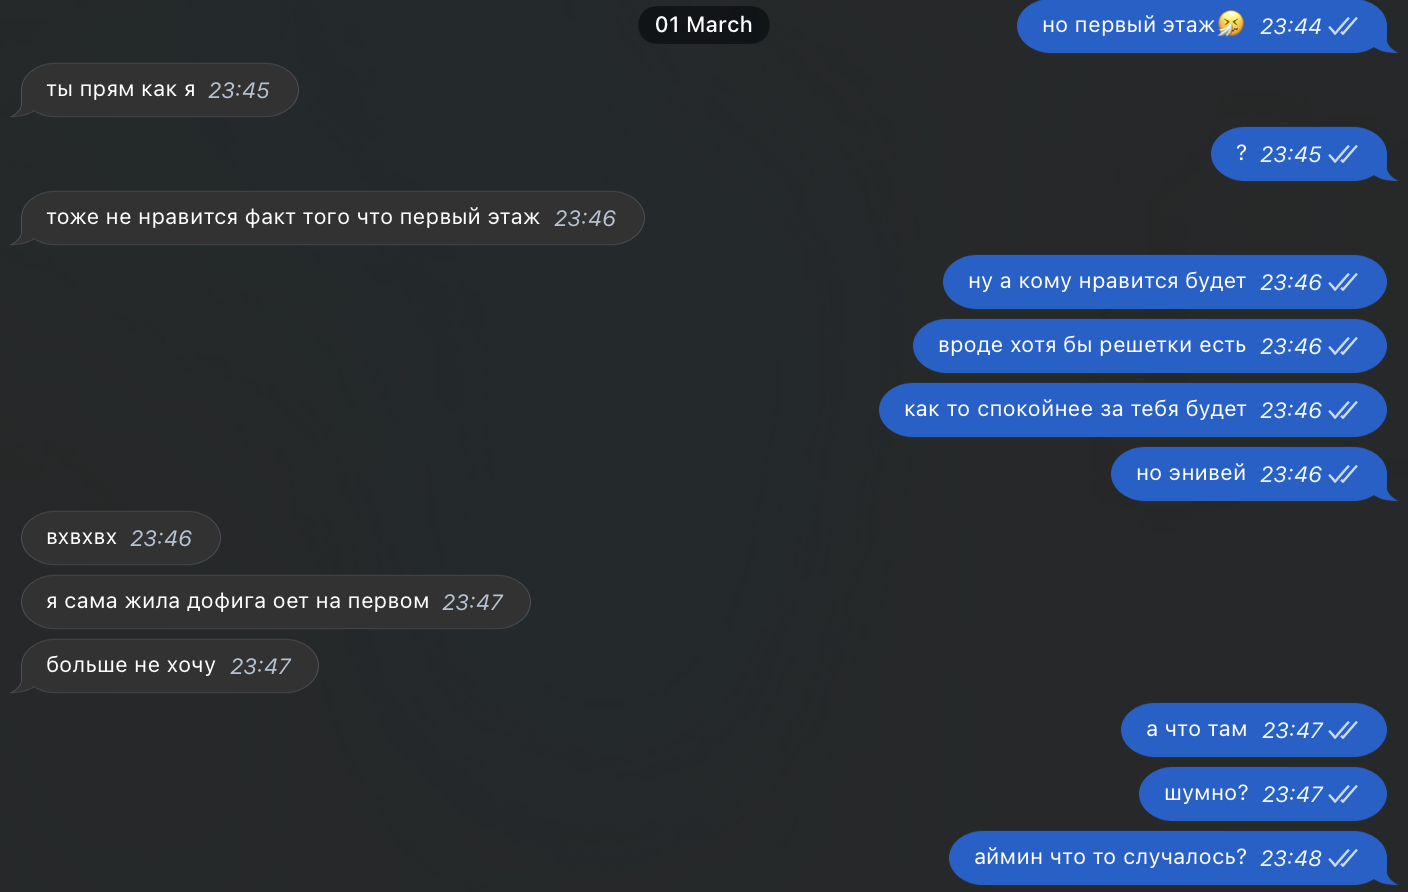 01 March
но первый этаж🤧 23:44
ты прям как я 23:45
? 23:45
тоже не нравится факт того что первый этаж 23:46
ну а кому нравится будет 23:46
вроде хотя бы решетки есть 23:46
как то спокойнее за тебя будет 23:46
но энивей 23:46
вхвхвх 23:46
я сама жила дофига оет на первом 23:47
больше не хочу 23:47
а что там 23:47
шумно? 23:47
аймин что то случалось? 23:48